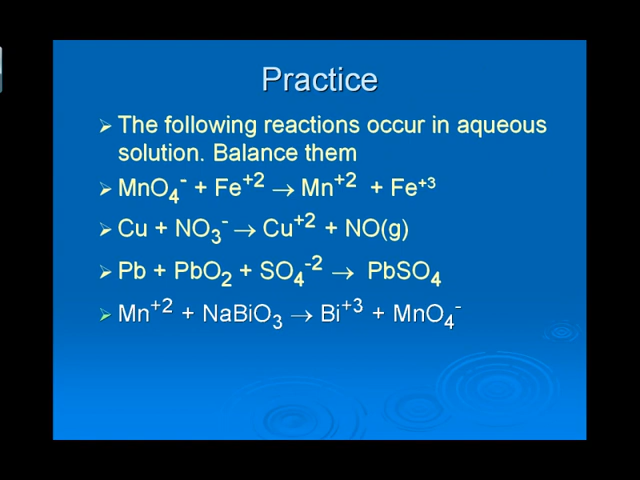 Practice
➢ The following reactions occur in aqueous
solution. Balance them
➢ MnO₄⁻ + Fe⁺² → Mn⁺² + Fe⁺³
➢ Cu + NO₃⁻ → Cu⁺² + NO(g)
➢ Pb + PbO₂ + SO₄⁻² → PbSO₄
➢ Mn⁺² + NaBiO₃ → Bi⁺³ + MnO₄⁻